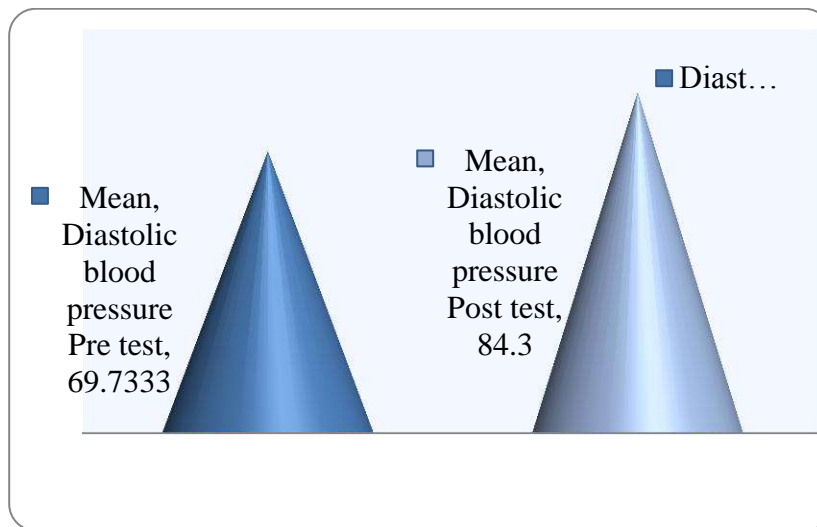 Diast…
Mean,
Diastolic
blood
pressure
Pre test,
69.7333
Mean,
Diastolic
blood
pressure
Post test,
84.3